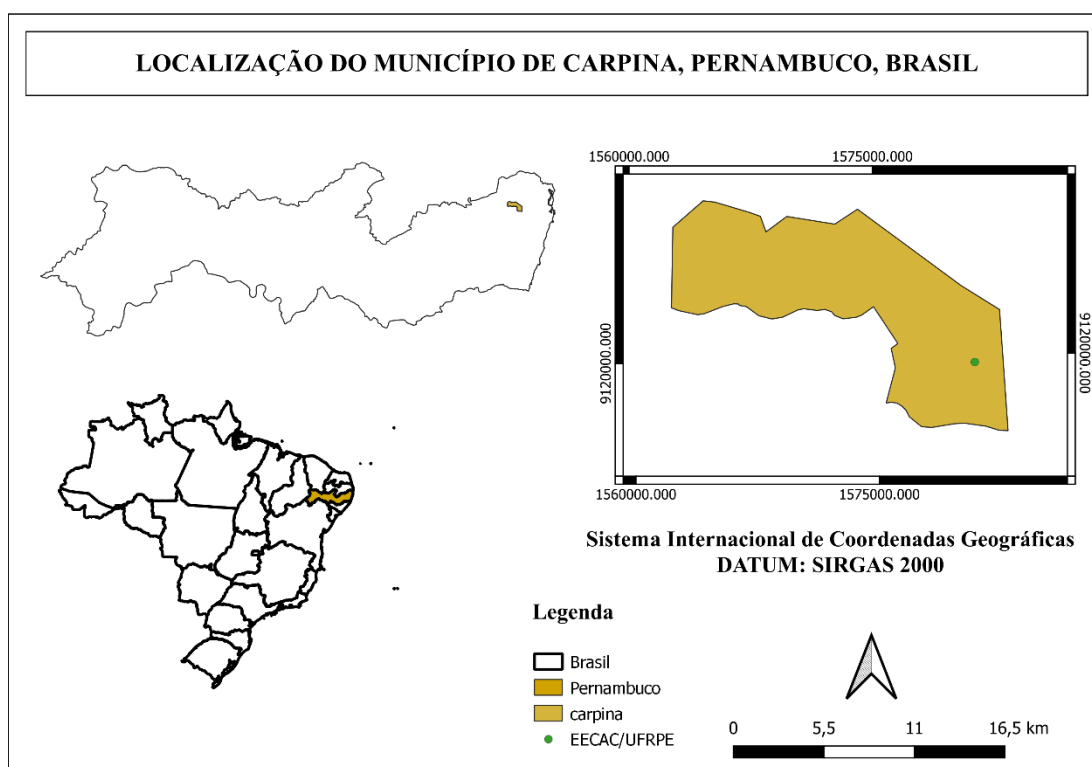 LOCALIZAÇÃO DO MUNICÍPIO DE CARPINA, PERNAMBUCO, BRASIL
1560000.000 1575000.000
9120000.000 912000.000
1560000.000 1575000.000
Sistema Internacional de Coordenadas Geográficas
DATUM: SIRGAS 2000
Legenda
Brasil
Pernambuco
carpina
EECAC/UFRPE
0 5,5 11 16,5 km